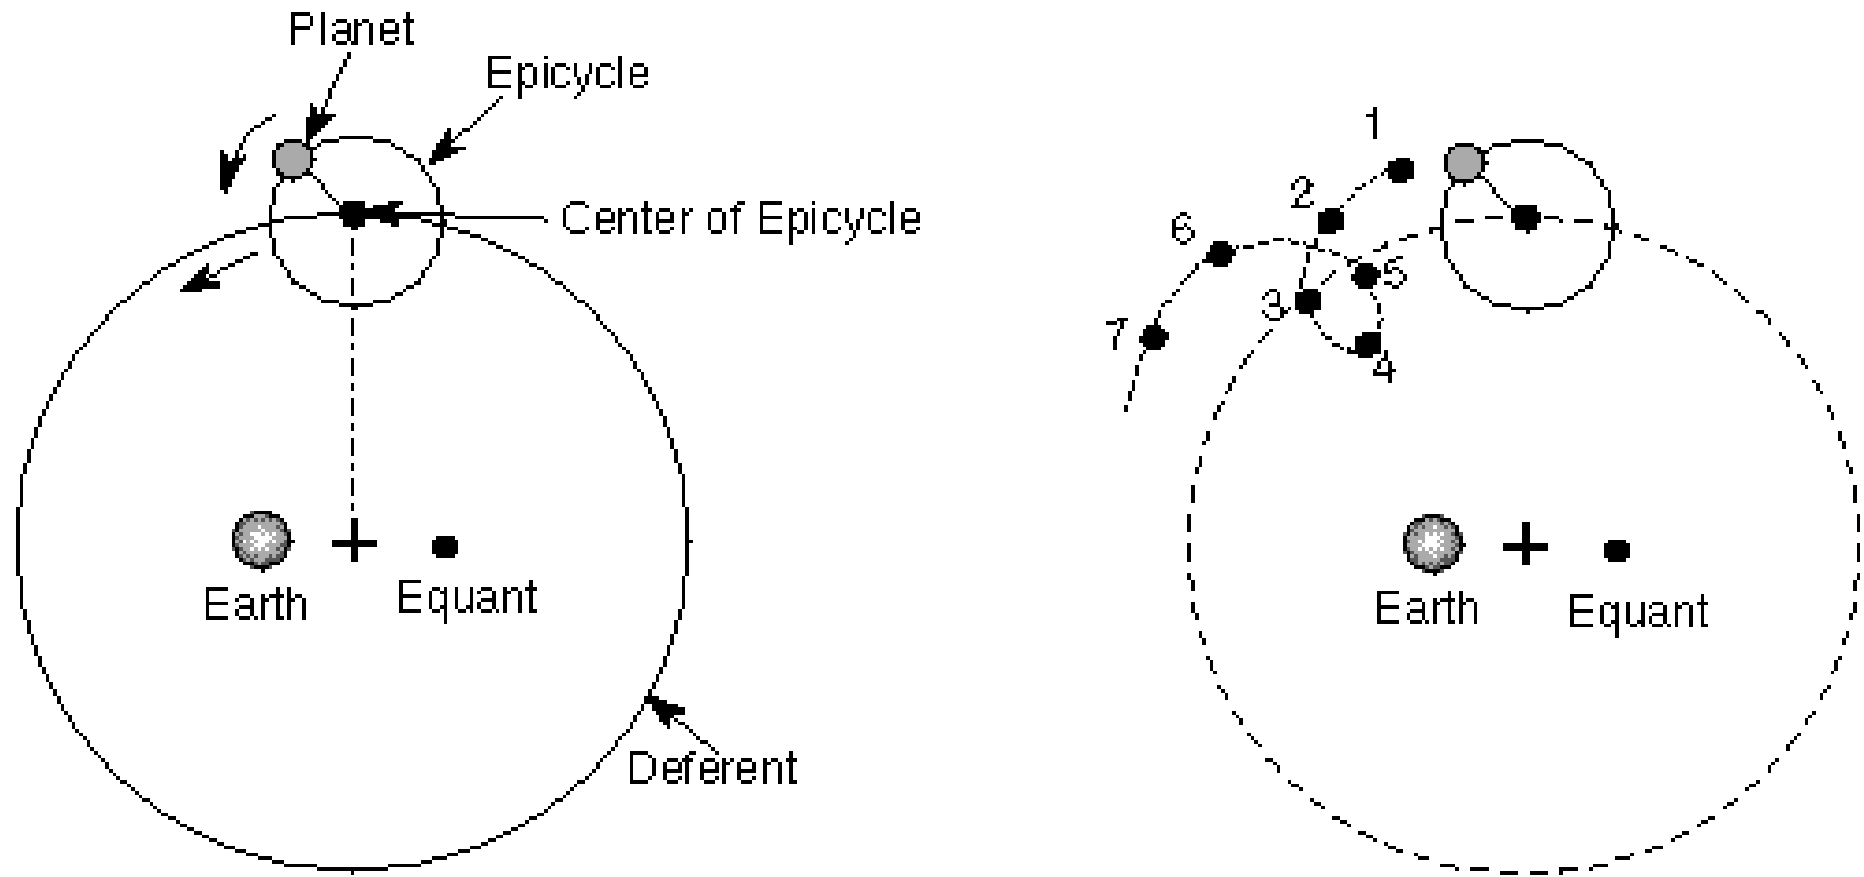 Planet
Epicycle
Center of Epicycle
Earth
Equant
Deferent
1
2
6
5
3
7
4
Earth
Equant